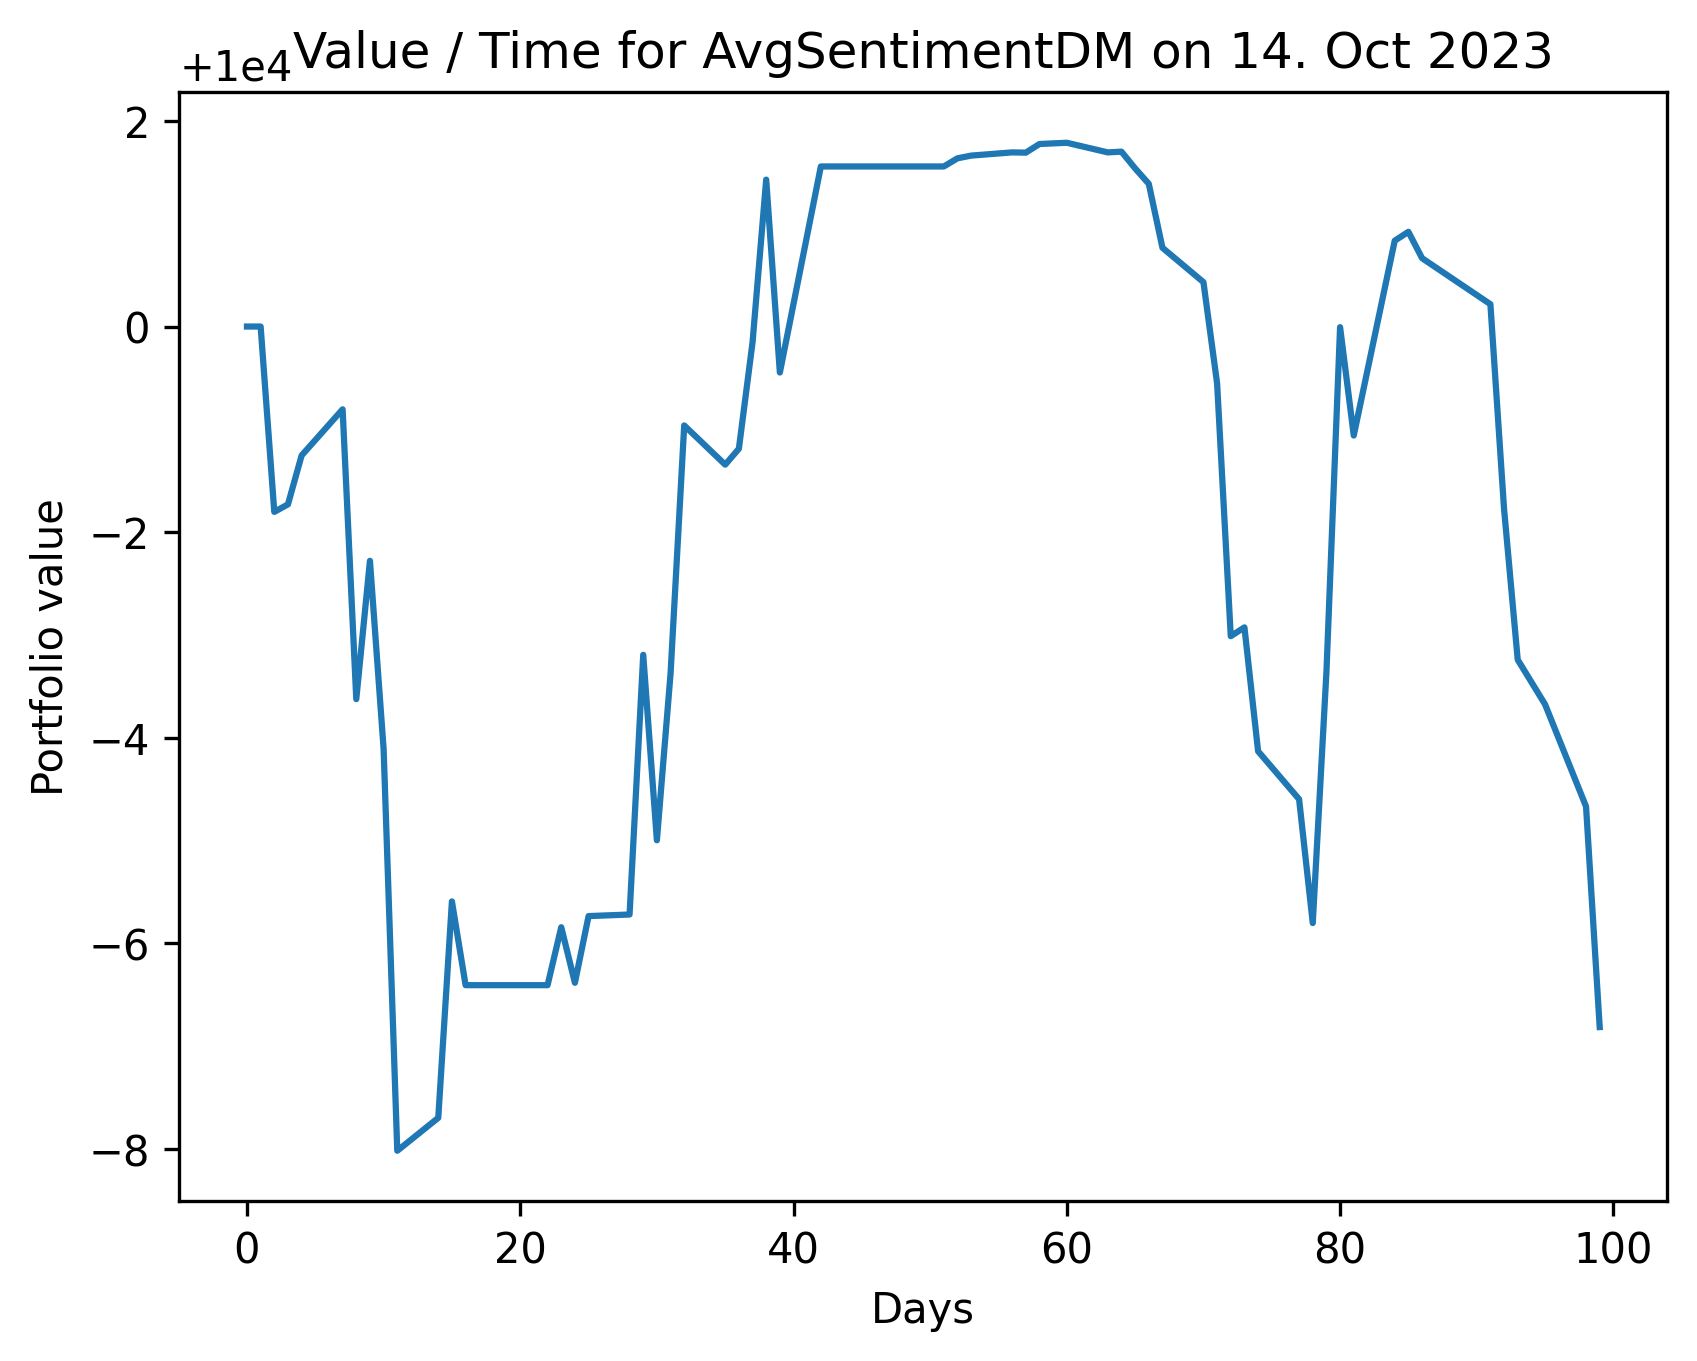 Value / Time for AvgSentimentDM on 14. Oct 2023
+1e4
2
0
−2
−4
−6
−8
Portfolio value
0 20 40 60 80 100
Days